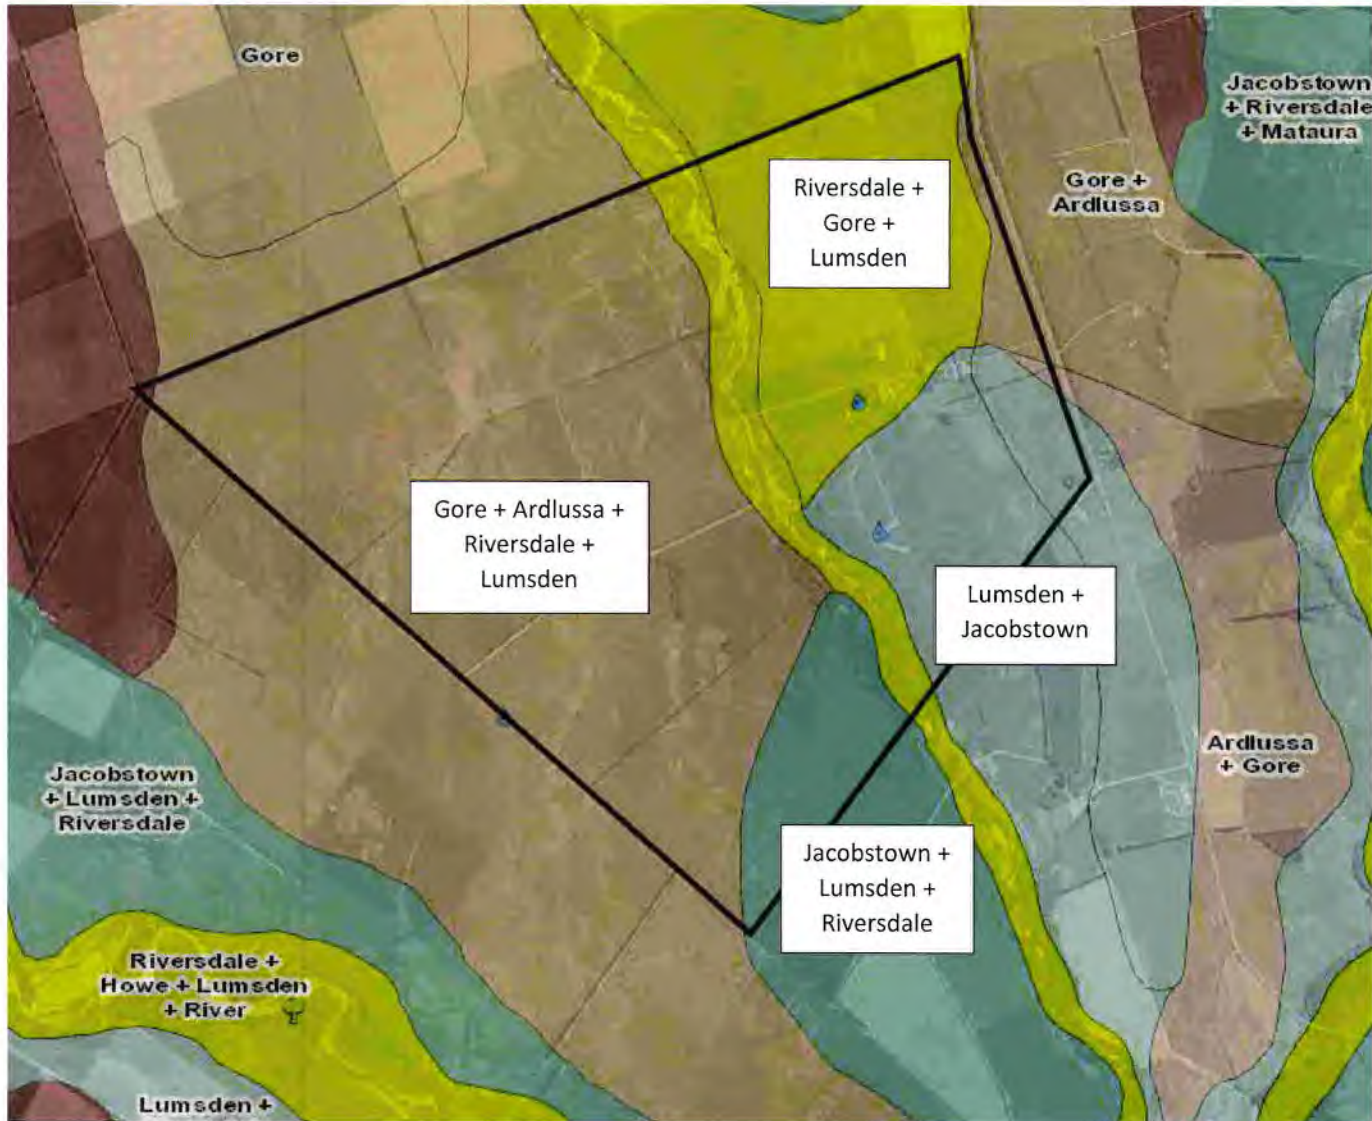 Gore
Jacobstown
+ Riversdale
+ Mataura
Riversdale +
Gore +
Lumsden
Gore +
Ardlussa
Gore + Ardlussa +
Riversdale +
Lumsden
Lumsden +
Jacobstown
Ardlussa
+ Gore
Jacobstown
+ Lumsden +
Riversdale
Jacobstown +
Lumsden +
Riversdale
Riversdale +
Howe + Lumsden
+ River
Lumsden +